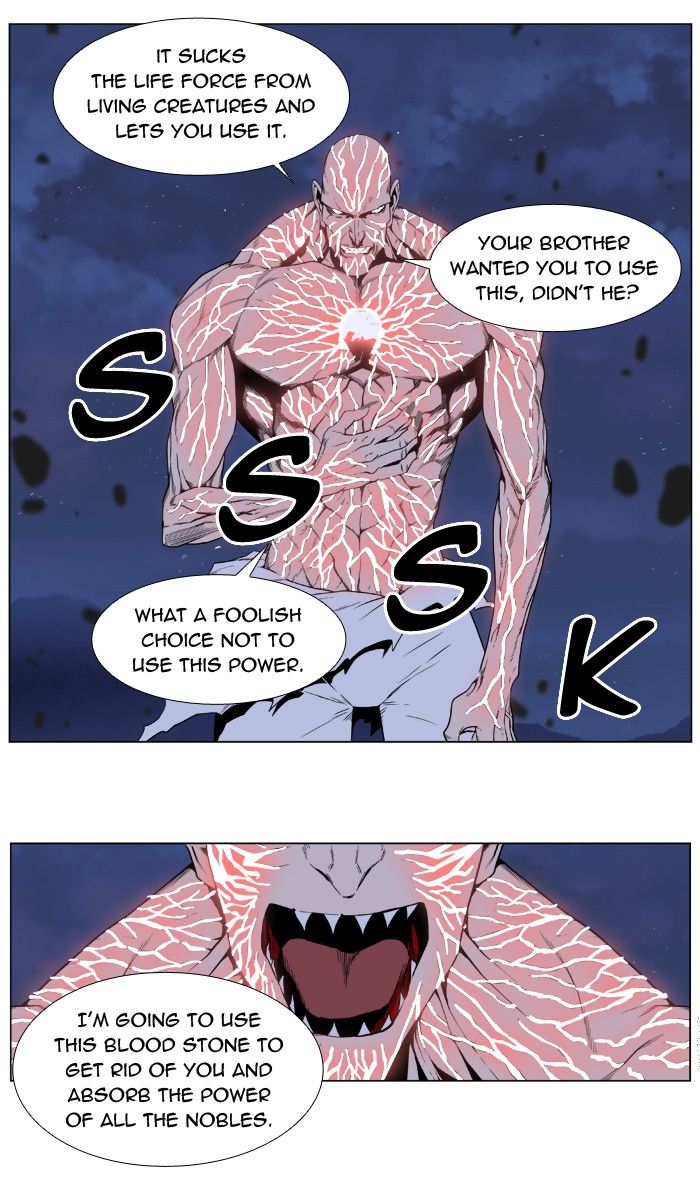 IT SUCKS
THE LIFE FORCE FROM
LIVING CREATURES AND
LETS YOU USE IT.
YOUR BROTHER
WANTED YOU TO USE
THIS, DIDN'T HE?
SSSK
WHAT A FOOLISH
CHOICE NOT TO
USE THIS POWER.
I'M GOING TO USE
THIS BLOOD STONE TO
GET RID OF YOU AND
ABSORB THE POWER
OF ALL THE NOBLES.